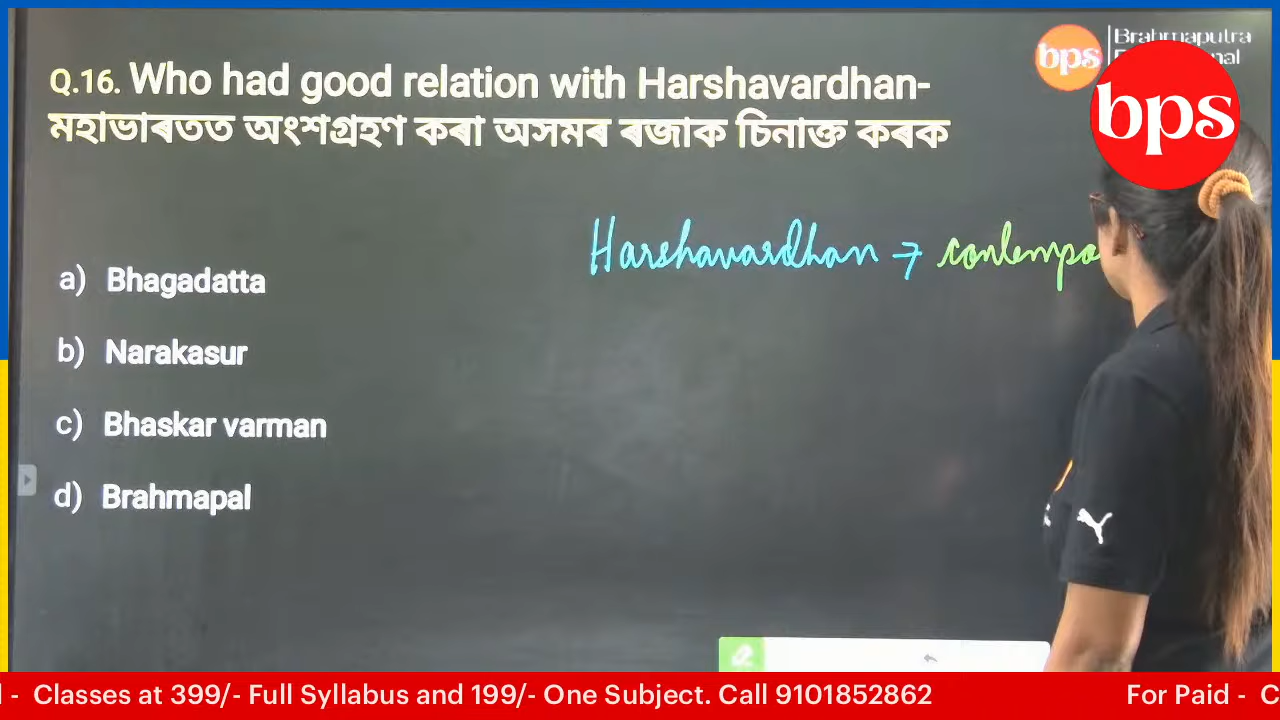 Q.16. Who had good relation with Harshavardhan-
মহাভাৰতত অংশগ্ৰহণ কৰা অসমৰ ৰজাক চিনাক্ত কৰক
Harshavardhan → contempo
a) Bhagadatta
b) Narakasur
c) Bhaskar varman
d) Brahmapal
bps
Brahmaputra
bps
- Classes at 399/- Full Syllabus and 199/- One Subject. Call 9101852862 For Paid - C